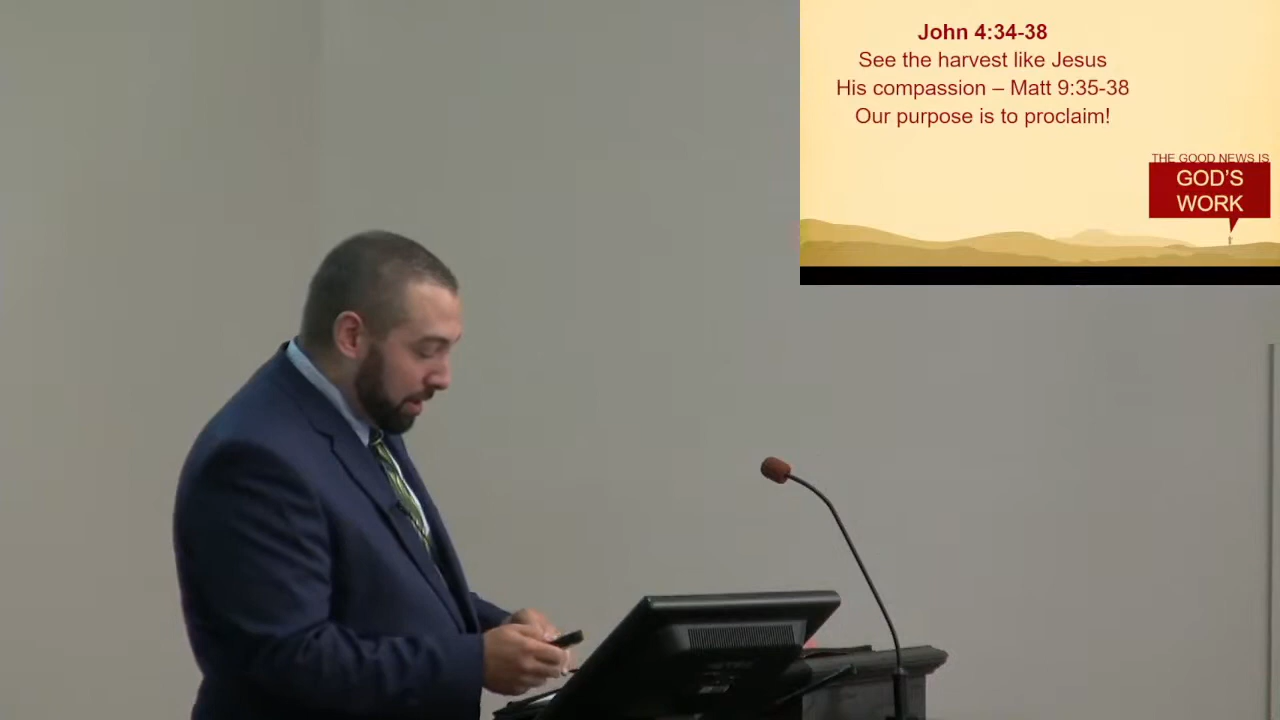 John 4:34-38
See the harvest like Jesus
His compassion – Matt 9:35-38
Our purpose is to proclaim!
THE GOOD NEWS IS
GOD'S
WORK